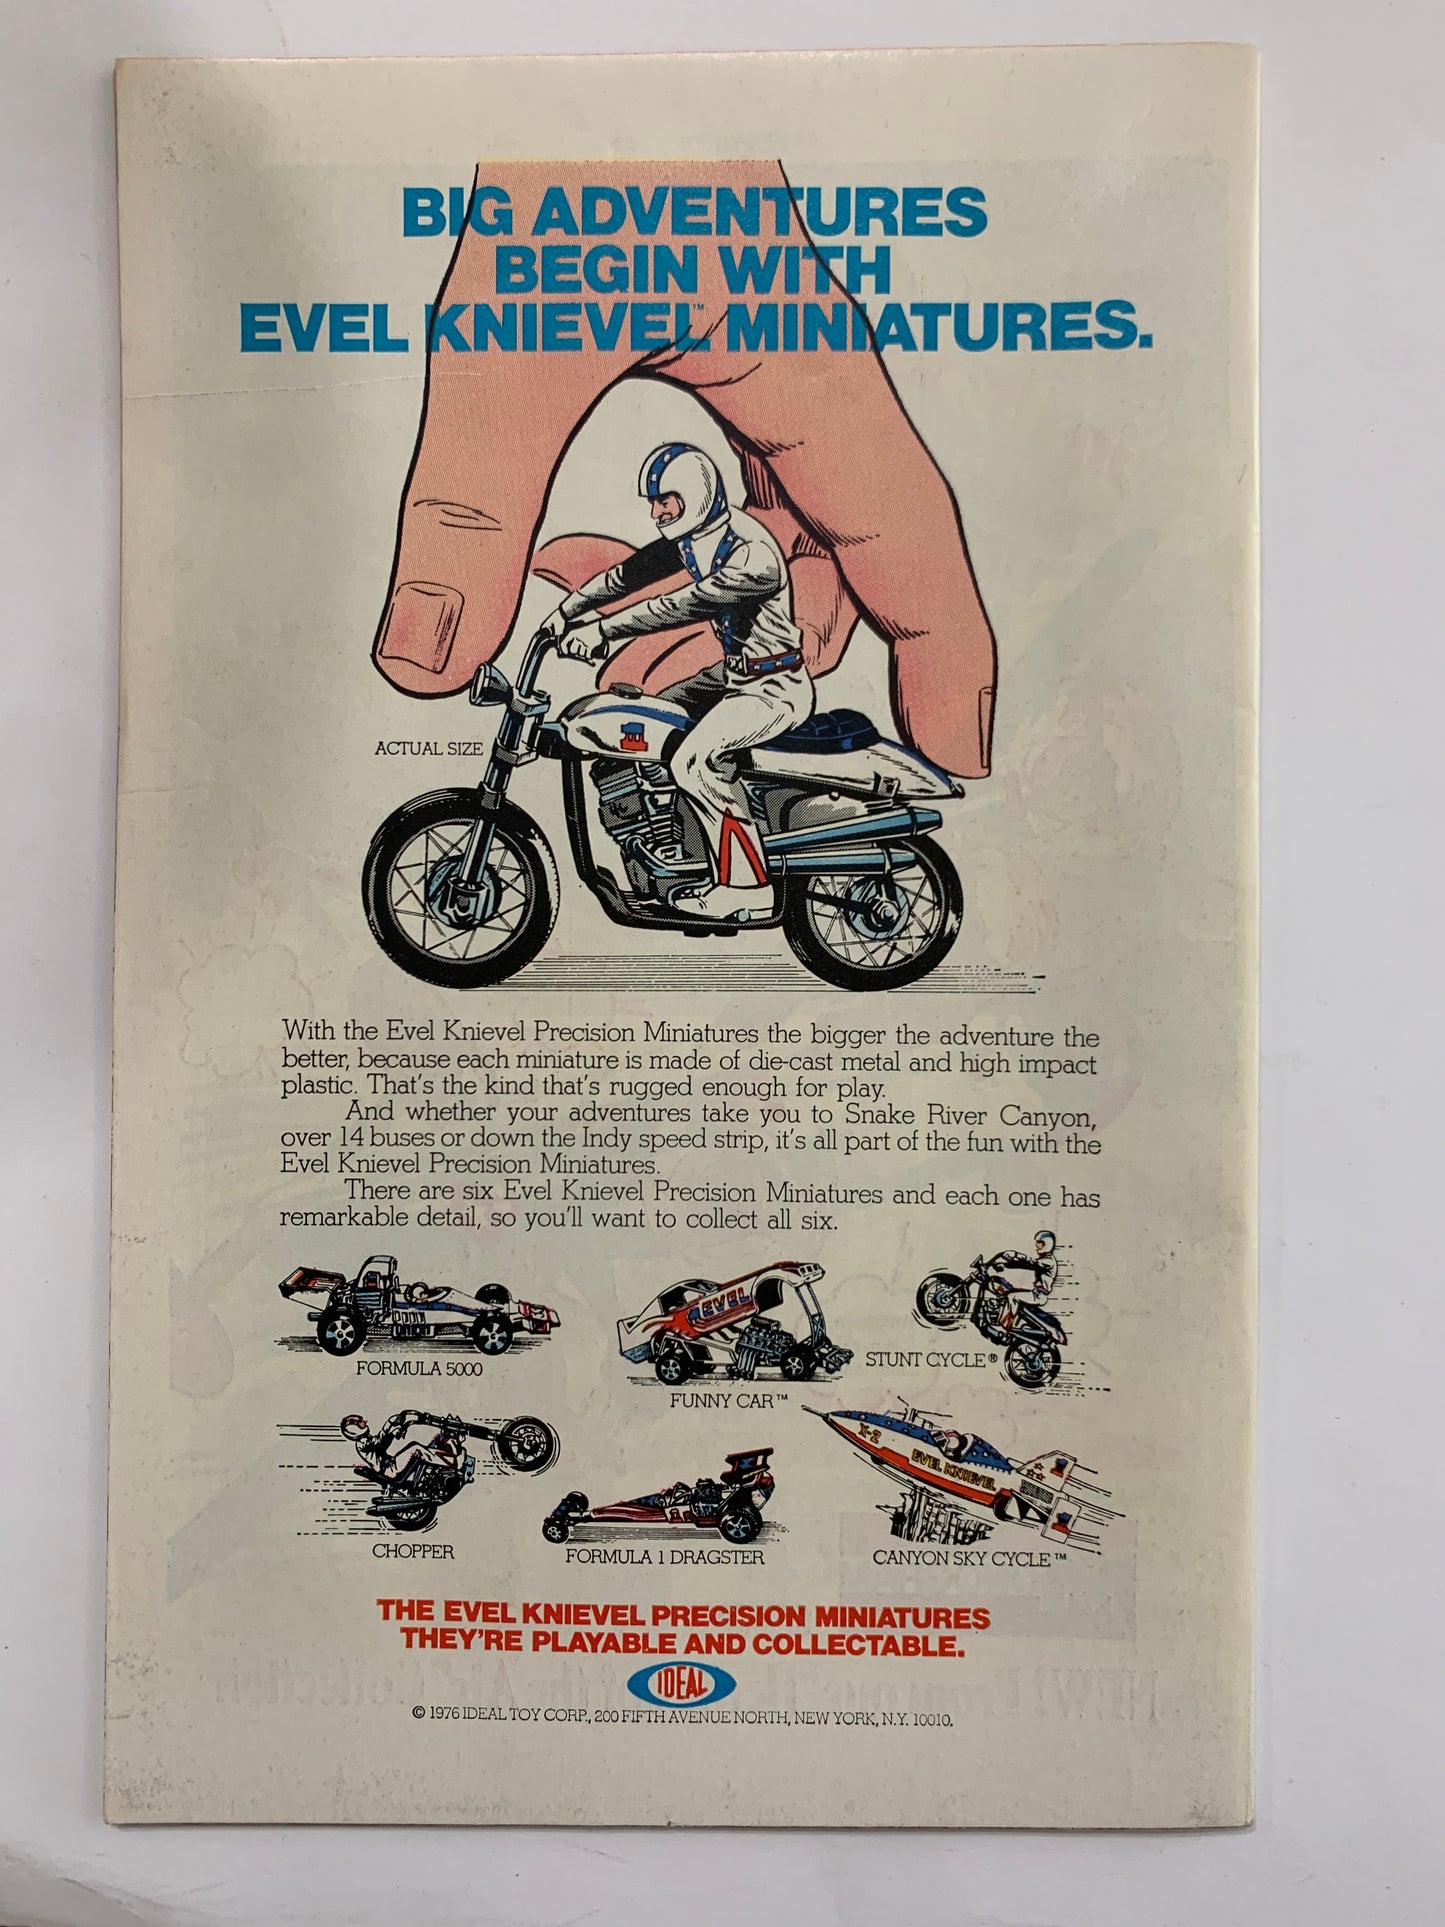 BIG ADVENTURES
BEGIN WITH
EVEL KNIEVEL™ MINIATURES.
ACTUAL SIZE
With the Evel Knievel Precision Miniatures the bigger the adventure the
better, because each miniature is made of die-cast metal and high impact
plastic. That's the kind that's rugged enough for play.
And whether your adventures take you to Snake River Canyon,
over 14 buses or down the Indy speed strip, it's all part of the fun with the
Evel Knievel Precision Miniatures.
There are six Evel Knievel Precision Miniatures and each one has
remarkable detail, so you'll want to collect all six.
FORMULA 5000
EVEL
FUNNY CAR™
STUNT CYCLE®
CHOPPER
FORMULA 1 DRAGSTER
X-2
EVEL KNIEVEL
CANYON SKY CYCLE™
THE EVEL KNIEVEL PRECISION MINIATURES
THEY'RE PLAYABLE AND COLLECTABLE.
IDEAL
© 1976 IDEAL TOY CORP., 200 FIFTH AVENUE NORTH, NEW YORK, N.Y. 10010.